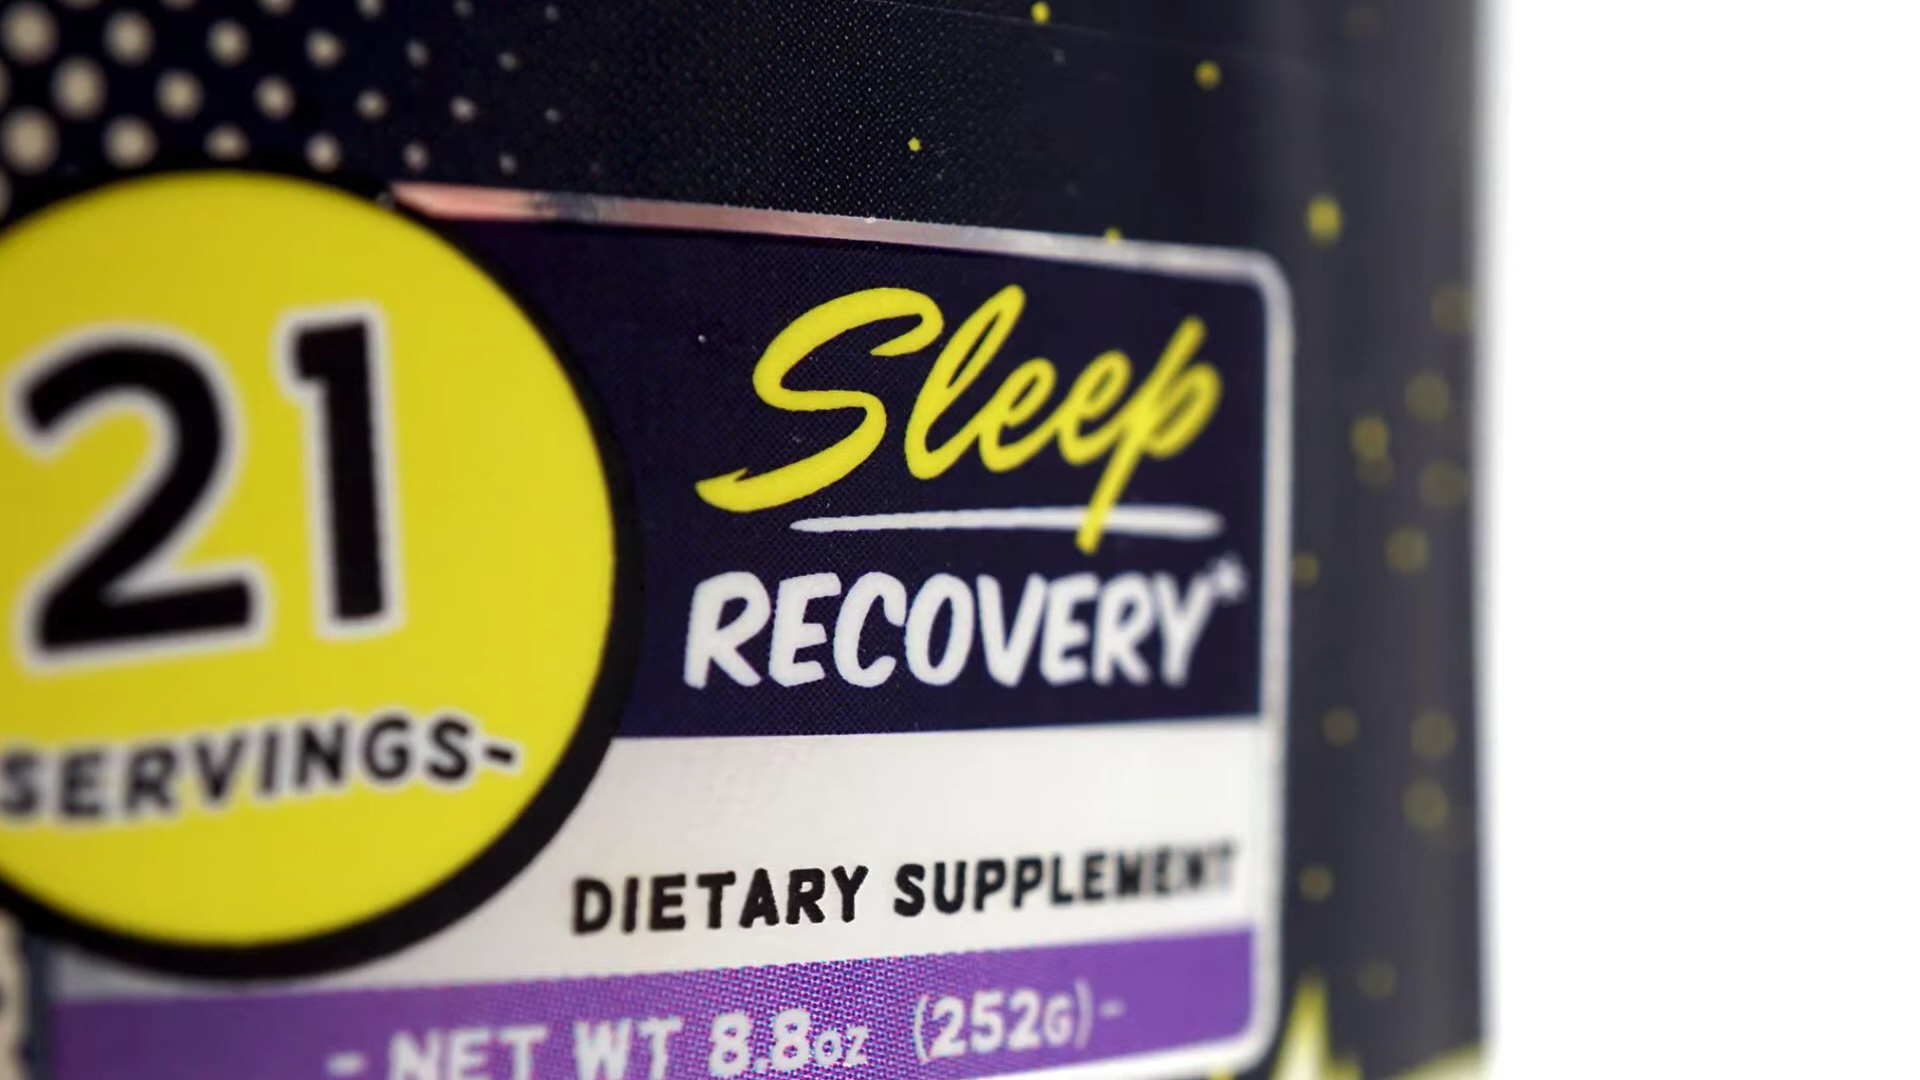 21
SERVINGS~
Sleep
RECOVERY*
DIETARY SUPPLEMENT
- NET WT 8.8oz (252G) -